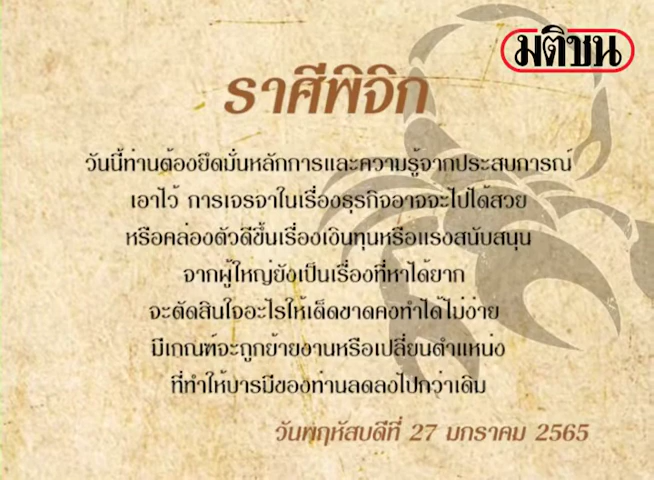 มติชน
ราศีพิจิก
วันนี้ท่านต้องยึดมั่นหลักการและความรู้จากประสบการณ์
เอาไว้ การเจรจาในเรื่องธุรกิจอาจจะไปได้สวย
หรือคล่องตัวดีขึ้นเรื่องเงินทุนหรือแรงสนับสนุน
จากผู้ใหญ่ยังเป็นเรื่องที่หาได้ยาก
จะตัดสินใจอะไรให้เด็ดขาดคงทำได้ไม่ง่าย
มีเกณฑ์จะถูกย้ายงานหรือเปลี่ยนตำแหน่ง
ที่ทำให้บารมีของท่านลดลงไปกว่าเดิม
วันพฤหัสบดีที่ 27 มกราคม 2565